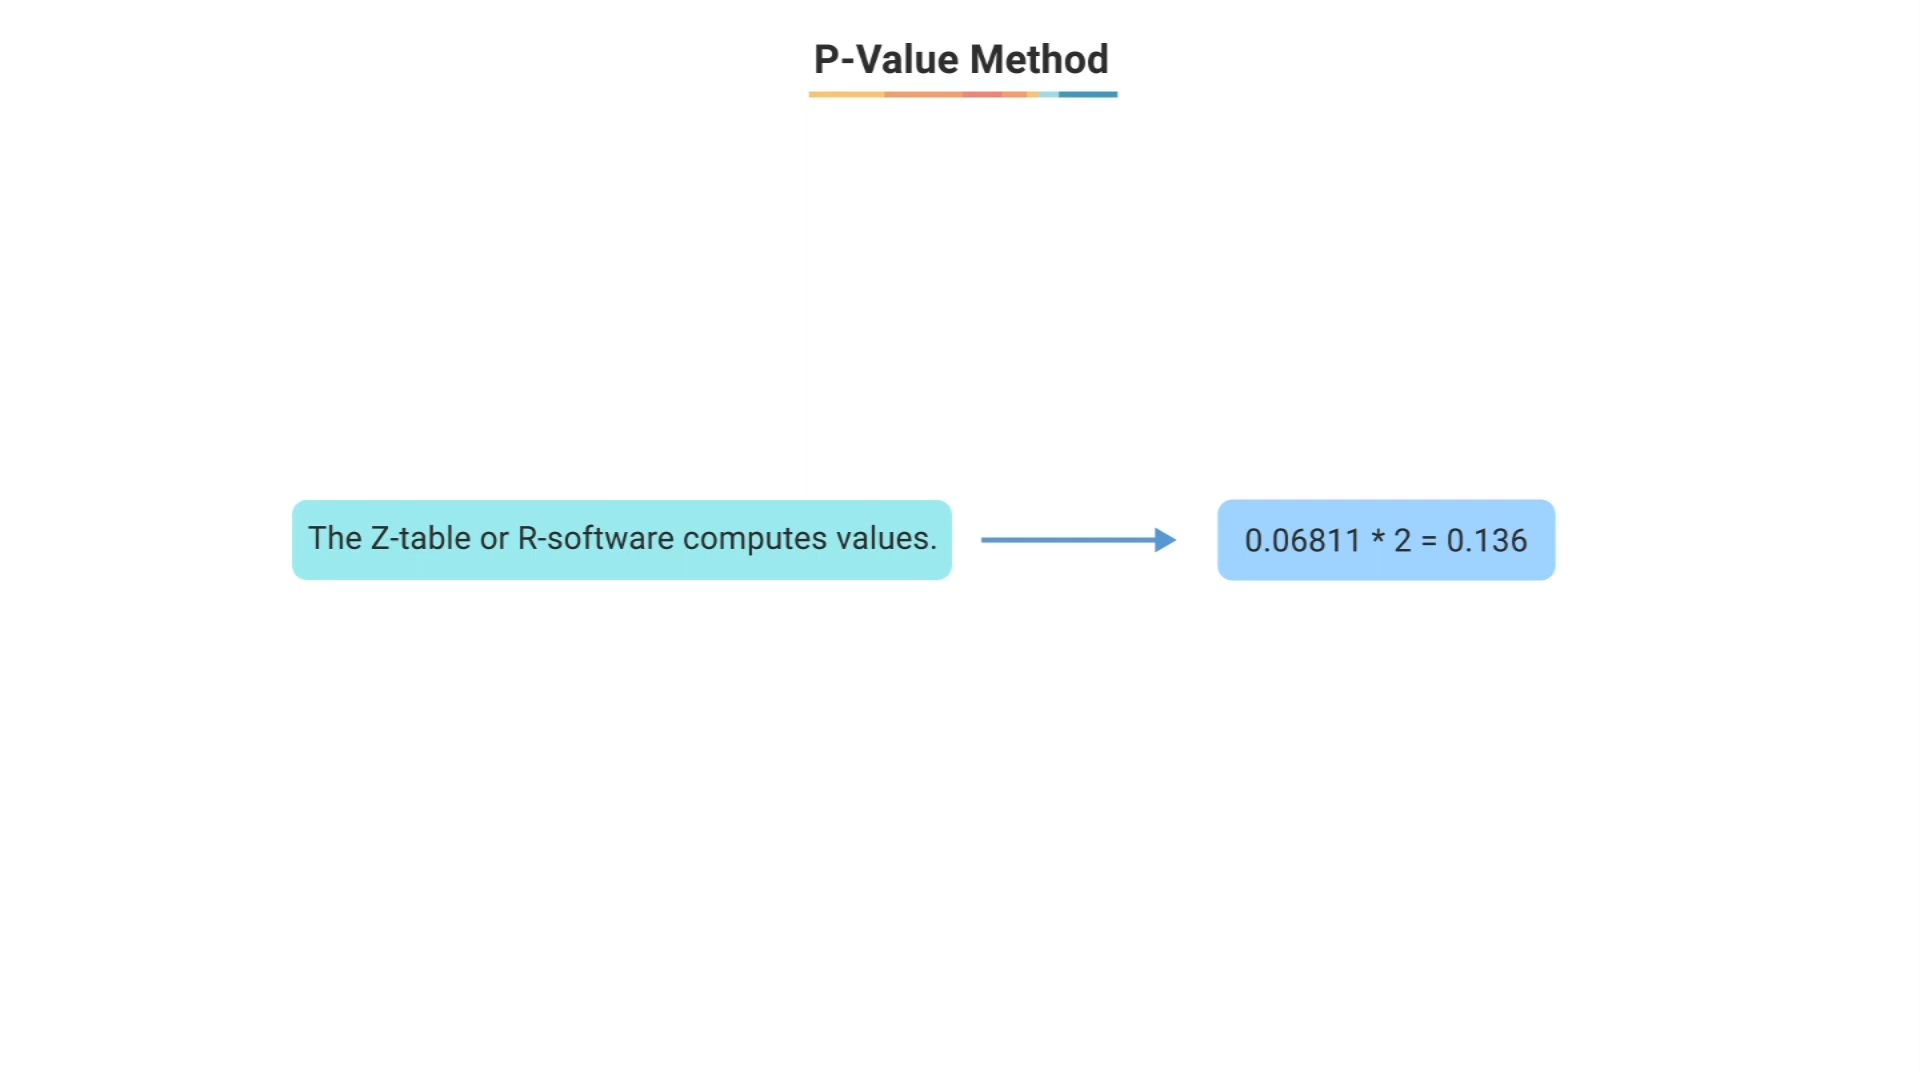 P-Value Method
The Z-table or R-software computes values.
0.06811 * 2 = 0.136